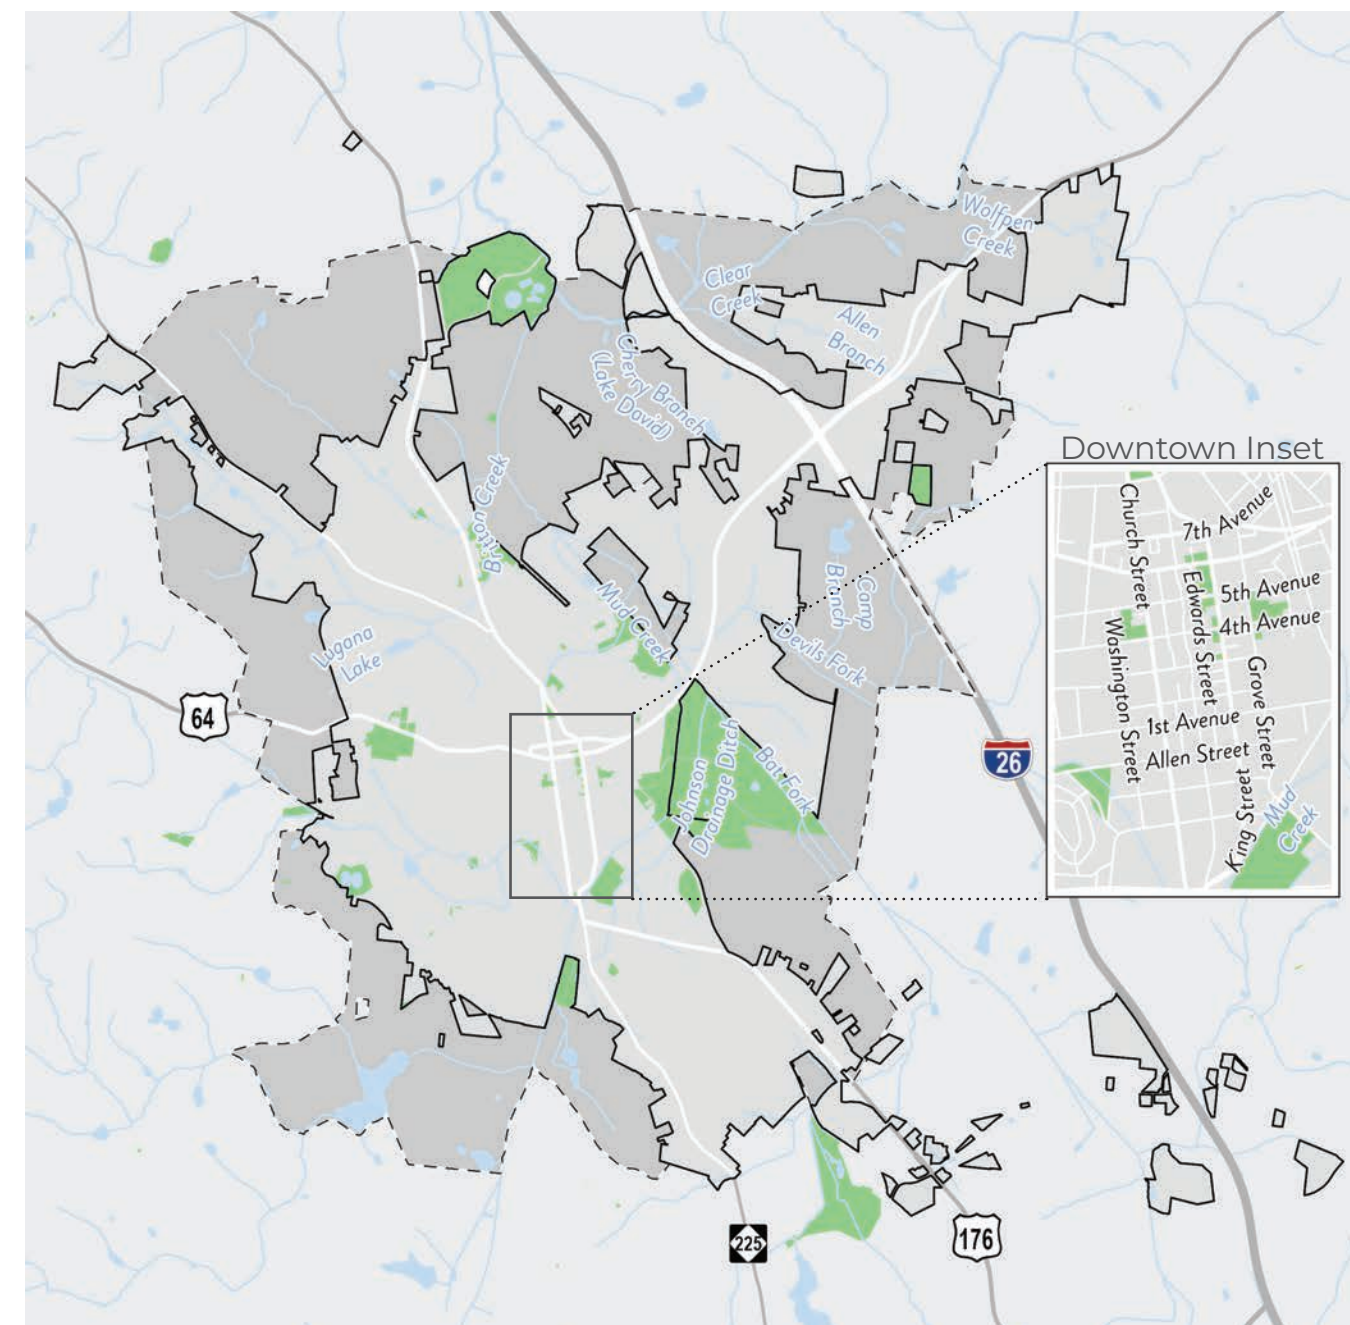 Wolfpen
Creek
Clear
Creek
Allen
Branch
Cherry Branch
(Lake David)
Downtown Inset
Britton Creek
Mud Creek
Camp
Branch
Devils Fork
Lugana
Lake
64
26
Johnson
Drainage Ditch
Bat Fork
225
176
Church Street
7th Avenue
Edwards Street
5th Avenue
4th Avenue
Washington Street
Grove Street
1st Avenue
Allen Street
King Street
Mud
Creek